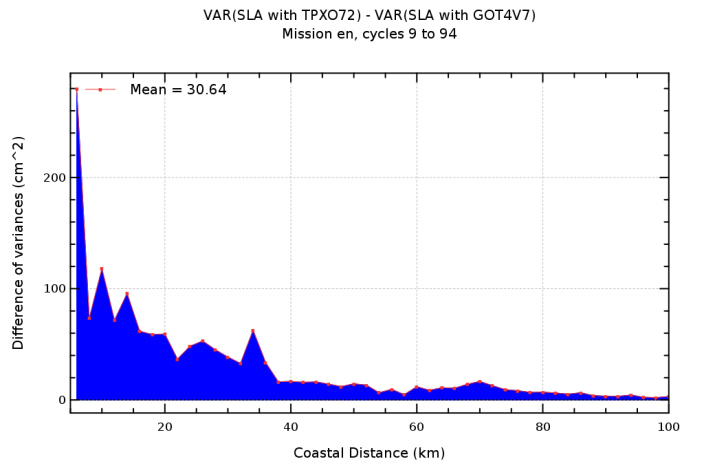 VAR(SLA with TPXO72) - VAR(SLA with GOT4V7)
Mission en, cycles 9 to 94
Mean = 30.64
Difference of variances (cm^2)
200
100
0
20
40
60
80
100
Coastal Distance (km)